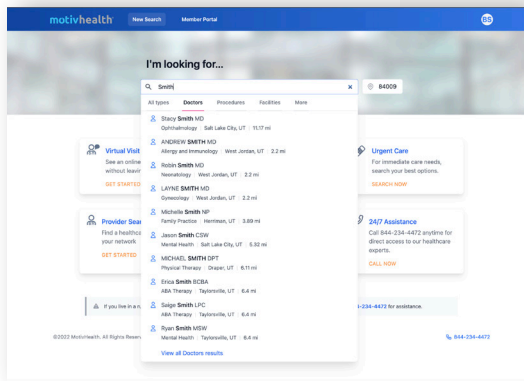 motivhealth New Search Member Portal BS
I'm looking for...
Smith × 84009
All types Doctors Procedures Facilities More
Stacy Smith MD
Ophthalmology | Salt Lake City, UT | 11.17 mi
ANDREW SMITH MD
Allergy and Immunology | West Jordan, UT | 2.2 mi
Robin Smith MD
Neonatology | West Jordan, UT | 2.2 mi
LAYNE SMITH MD
Gynecology | West Jordan, UT | 2.2 mi
Michelle Smith NP
Family Practice | Herriman, UT | 3.89 mi
Jason Smith CSW
Mental Health | Salt Lake City, UT | 5.32 mi
MICHAEL SMITH DPT
Physical Therapy | Draper, UT | 6.11 mi
Erica Smith BCBA
ABA Therapy | Taylorsville, UT | 6.4 mi
Saige Smith LPC
ABA Therapy | Taylorsville, UT | 6.4 mi
Ryan Smith MSW
Mental Health | Taylorsville, UT | 6.4 mi
View all Doctors results
Virtual Visit
See an online
without leavin
GET STARTED
Urgent Care
For immediate care needs,
search your best options.
SEARCH NOW
Provider Sea
Find a healthca
your network
GET STARTED
24/7 Assistance
Call 844-234-4472 anytime for
direct access to our healthcare
experts.
CALL NOW
If you live in a r
-234-4472 for assistance.
©2022 MotivHealth. All Rights Reserv
844-234-4472